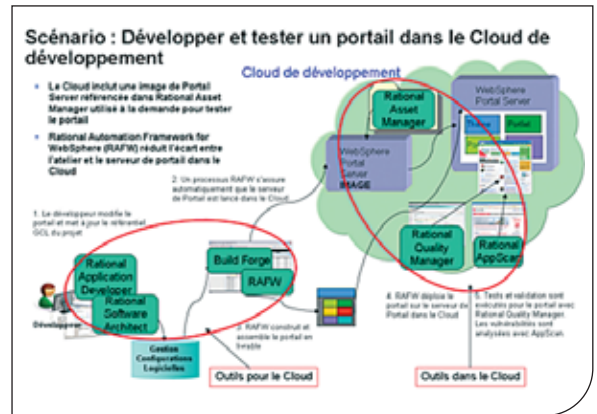 Scénario : Développer et tester un portail dans le Cloud de
développement
Le Cloud inclut une image de Portal
Server référencée dans Rational Asset
Manager utilisé à la demande pour tester
le portail
Rational Automation Framework for
WebSphere (RAFW) réduit l'écart entre
l'atelier et le serveur de portail dans le
Cloud
Cloud de développement
Rational
Asset
Manager
WebSphere
Portal Server
Portlet
WebSphere
Portal
Server
IMAGE
2. Un processus RAFW s'assure
automatiquement que le serveur
de Portail est lancé dans le Cloud
1. Le développeur modifie le
portail et met à jour le référentiel
GCL du projet
Rational
Application
Developer
Rational
Software
Architect
Développeur
Build Forge
RAFW
Rational
Quality
Manager
Rational
AppScan
3. RAFW construit et
assemble le portail en
livrable
4. RAFW déploie le
portail sur le serveur de
Portail dans le Cloud
5. Tests et validation sont
exécutés pour le portail avec
Rational Quality Manager.
Les vulnérabilités sont
analysées avec AppScan.
Gestion
Configurations
Logicielles
Outils pour le Cloud
Outils dans le Cloud